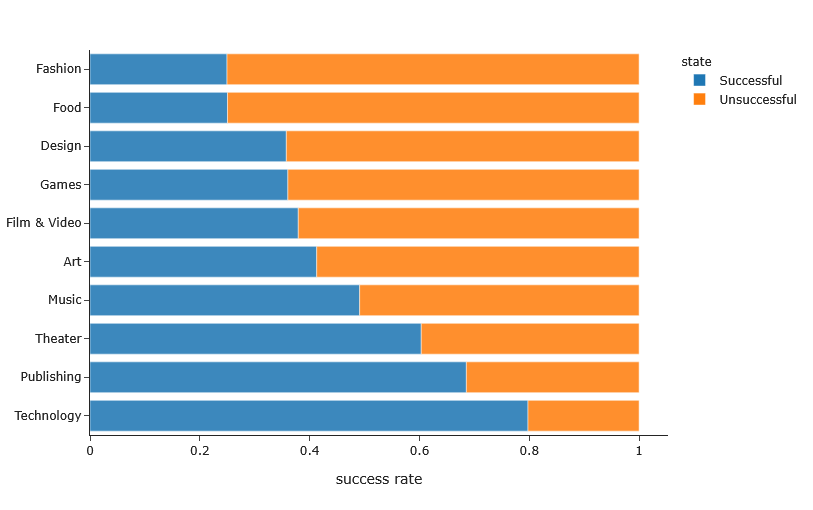 state
Successful
Unsuccessful
Fashion
Food
Design
Games
Film & Video
Art
Music
Theater
Publishing
Technology
0 0.2 0.4 0.6 0.8 1
success rate